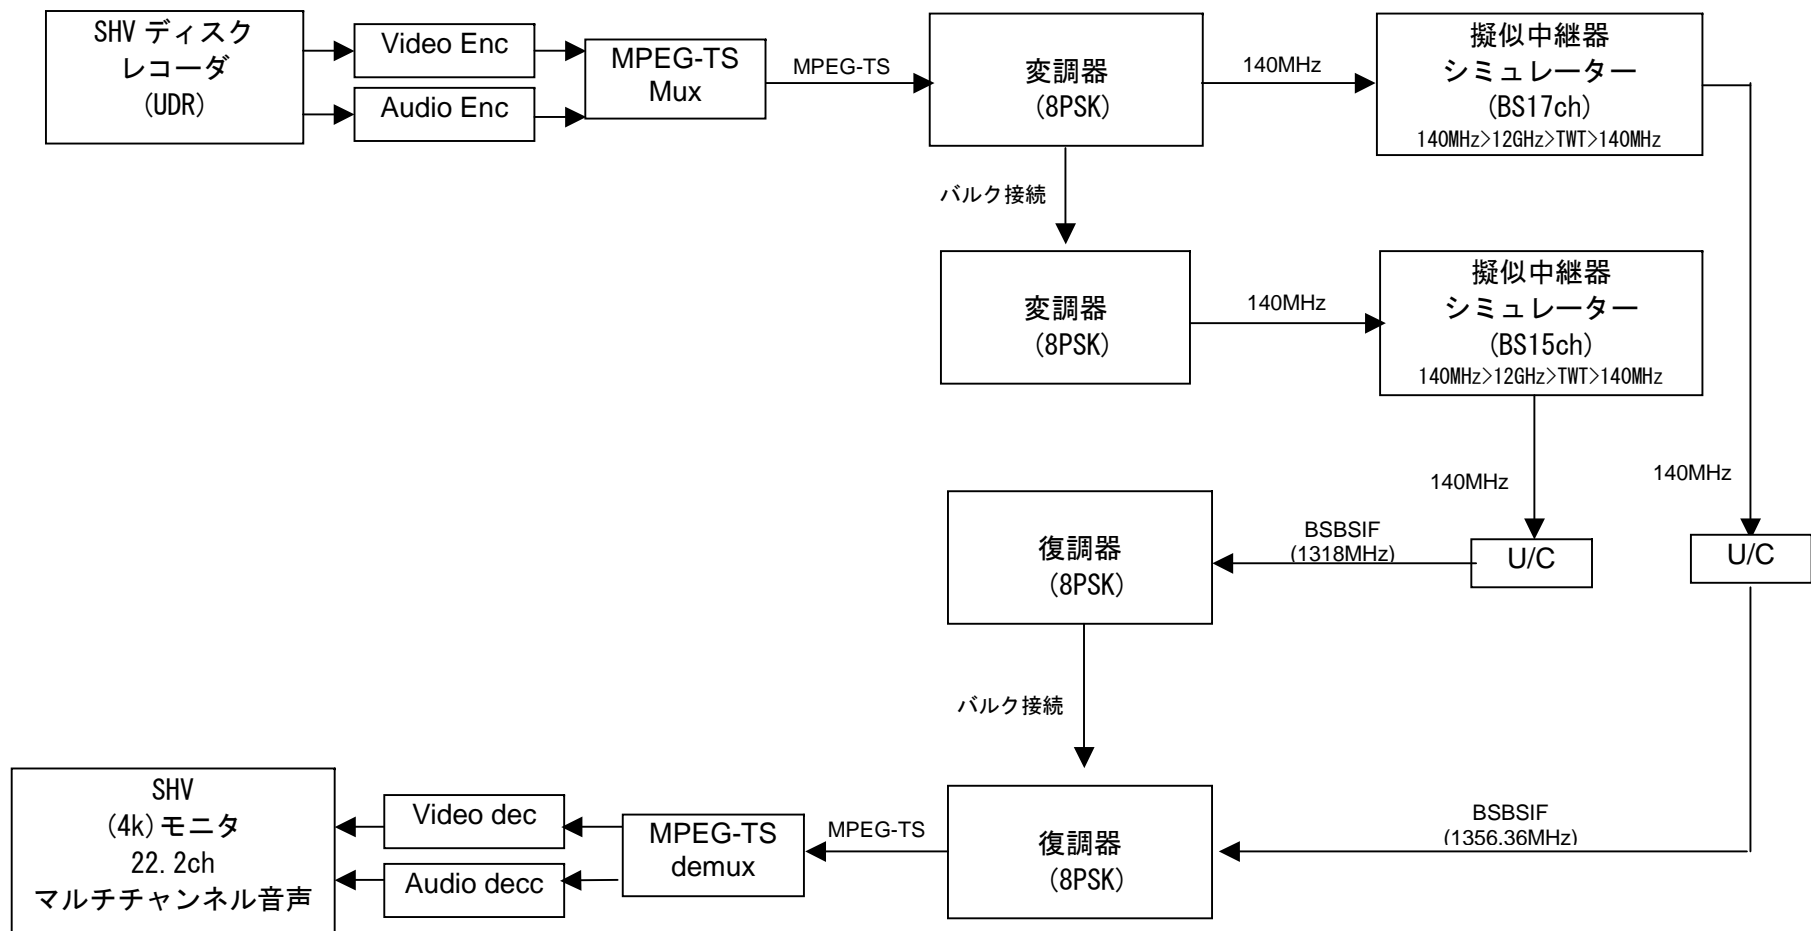 SHV ディスク
レコーダ
(UDR)
Video Enc
Audio Enc
MPEG-TS
Mux
MPEG-TS
変調器
(8PSK)
140MHz
擬似中継器
シミュレーター
(BS17ch)
140MHz>12GHz>TWT>140MHz
バルク接続
変調器
(8PSK)
140MHz
擬似中継器
シミュレーター
(BS15ch)
140MHz>12GHz>TWT>140MHz
140MHz
140MHz
復調器
(8PSK)
BSBSIF
(1318MHz)
U/C
U/C
バルク接続
SHV
(4k)モニタ
22.2ch
マルチチャンネル音声
Video dec
Audio decc
MPEG-TS
demux
MPEG-TS
復調器
(8PSK)
BSBSIF
(1356.36MHz)